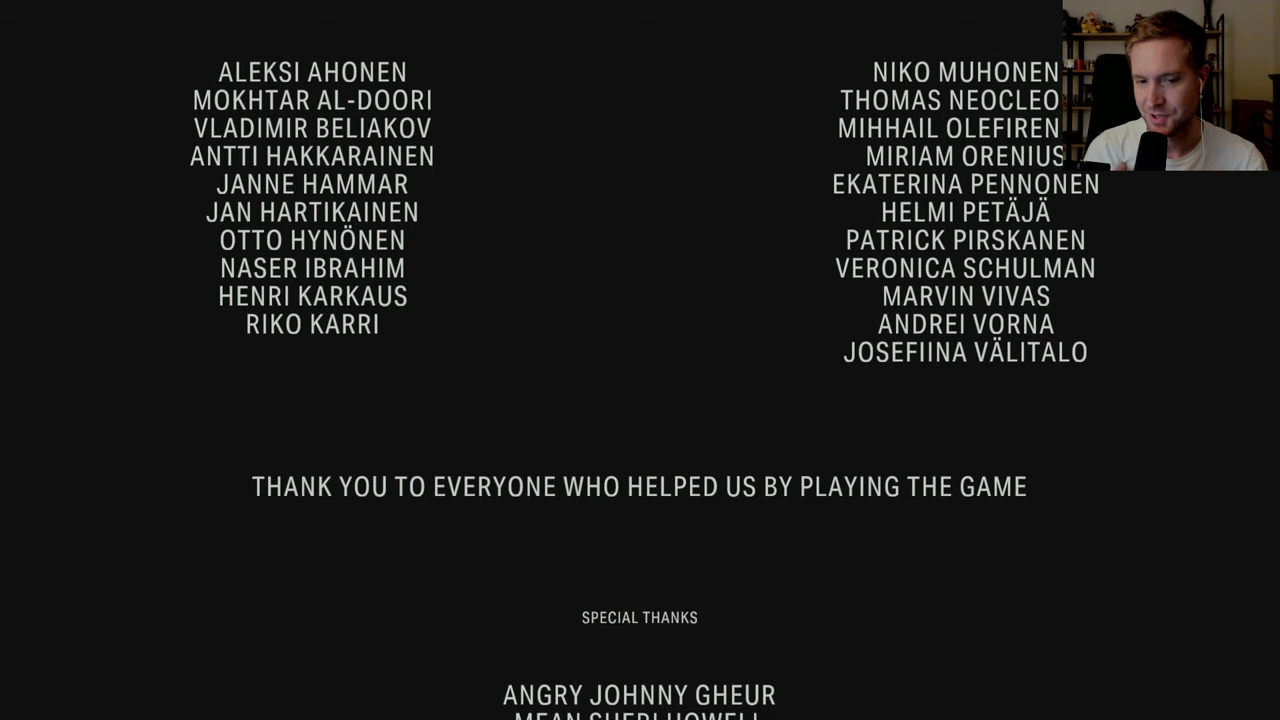 ALEKSI AHONEN
MOKHTAR AL-DOORI
VLADIMIR BELIAKOV
ANTTI HAKKARAINEN
JANNE HAMMAR
JAN HARTIKAINEN
OTTO HYNÖNEN
NASER IBRAHIM
HENRI KARKAUS
RIKO KARRI
NIKO MUHONEN
THOMAS
MIHHAIL
MIRIAM ORENIUS
EKATERINA PENNONEN
HELMI PETÄJÄ
PATRICK PIRSKANEN
VERONICA SCHULMAN
MARVIN VIVAS
ANDREI VORNA
JOSEFIINA VÄLITALO
THANK YOU TO EVERYONE WHO HELPED US BY PLAYING THE GAME
SPECIAL THANKS
ANGRY JOHNNY GHEUR
MEAN SHERI HOWELL